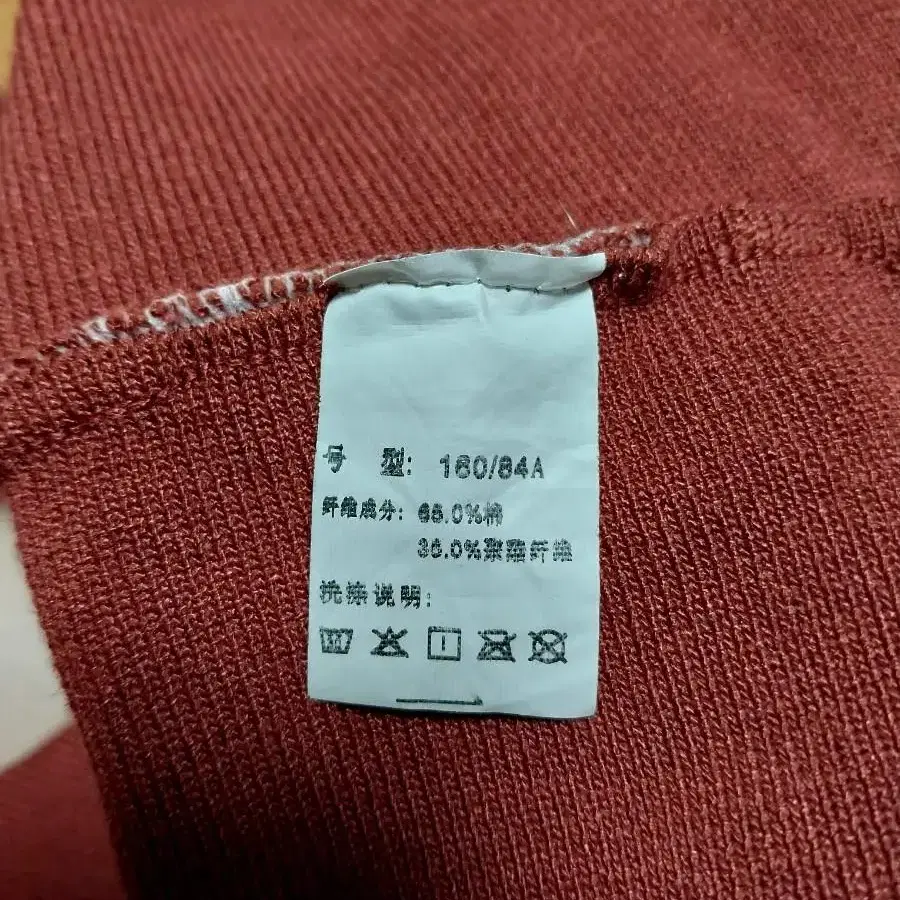 号 型: 160/84A
纤维成分: 65.0%棉
35.0%聚酯纤维
洗涤说明: